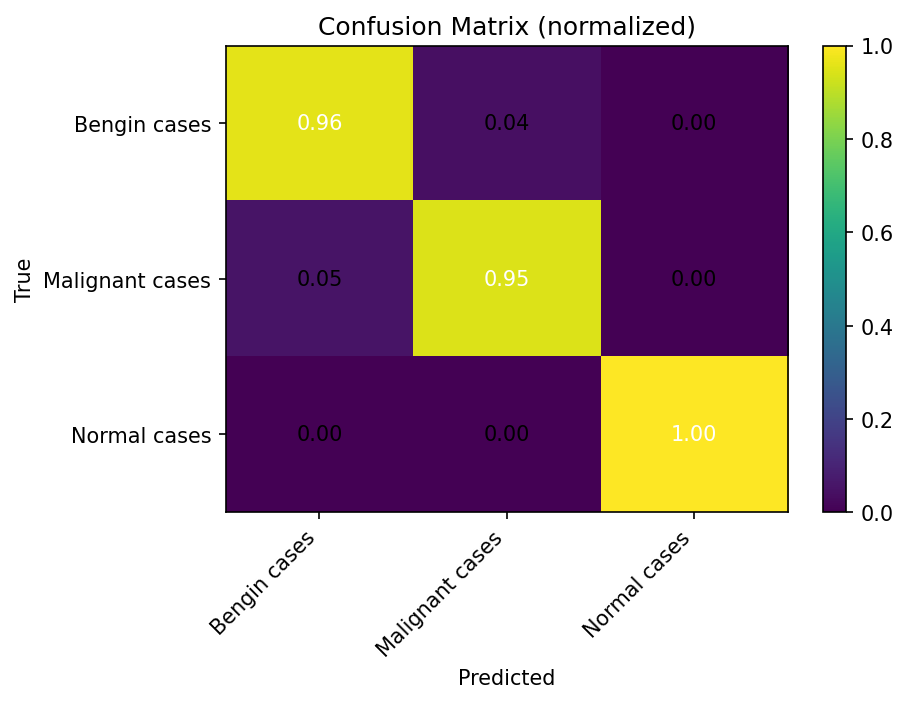 Confusion Matrix (normalized)
True
Bengin cases
0.96 0.04 0.00
Malignant cases
0.05 0.95 0.00
Normal cases
0.00 0.00 1.00
Bengin cases
Malignant cases
Normal cases
Predicted
1.0
0.8
0.6
0.4
0.2
0.0